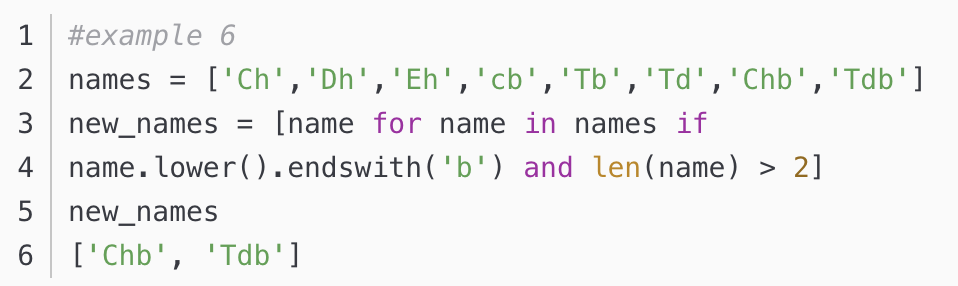 1 #example 6
2 names = ['Ch','Dh','Eh','cb','Tb','Td','Chb','Tdb']
3 new_names = [name for name in names if
4 name.lower().endswith('b') and len(name) > 2]
5 new_names
6 ['Chb', 'Tdb']